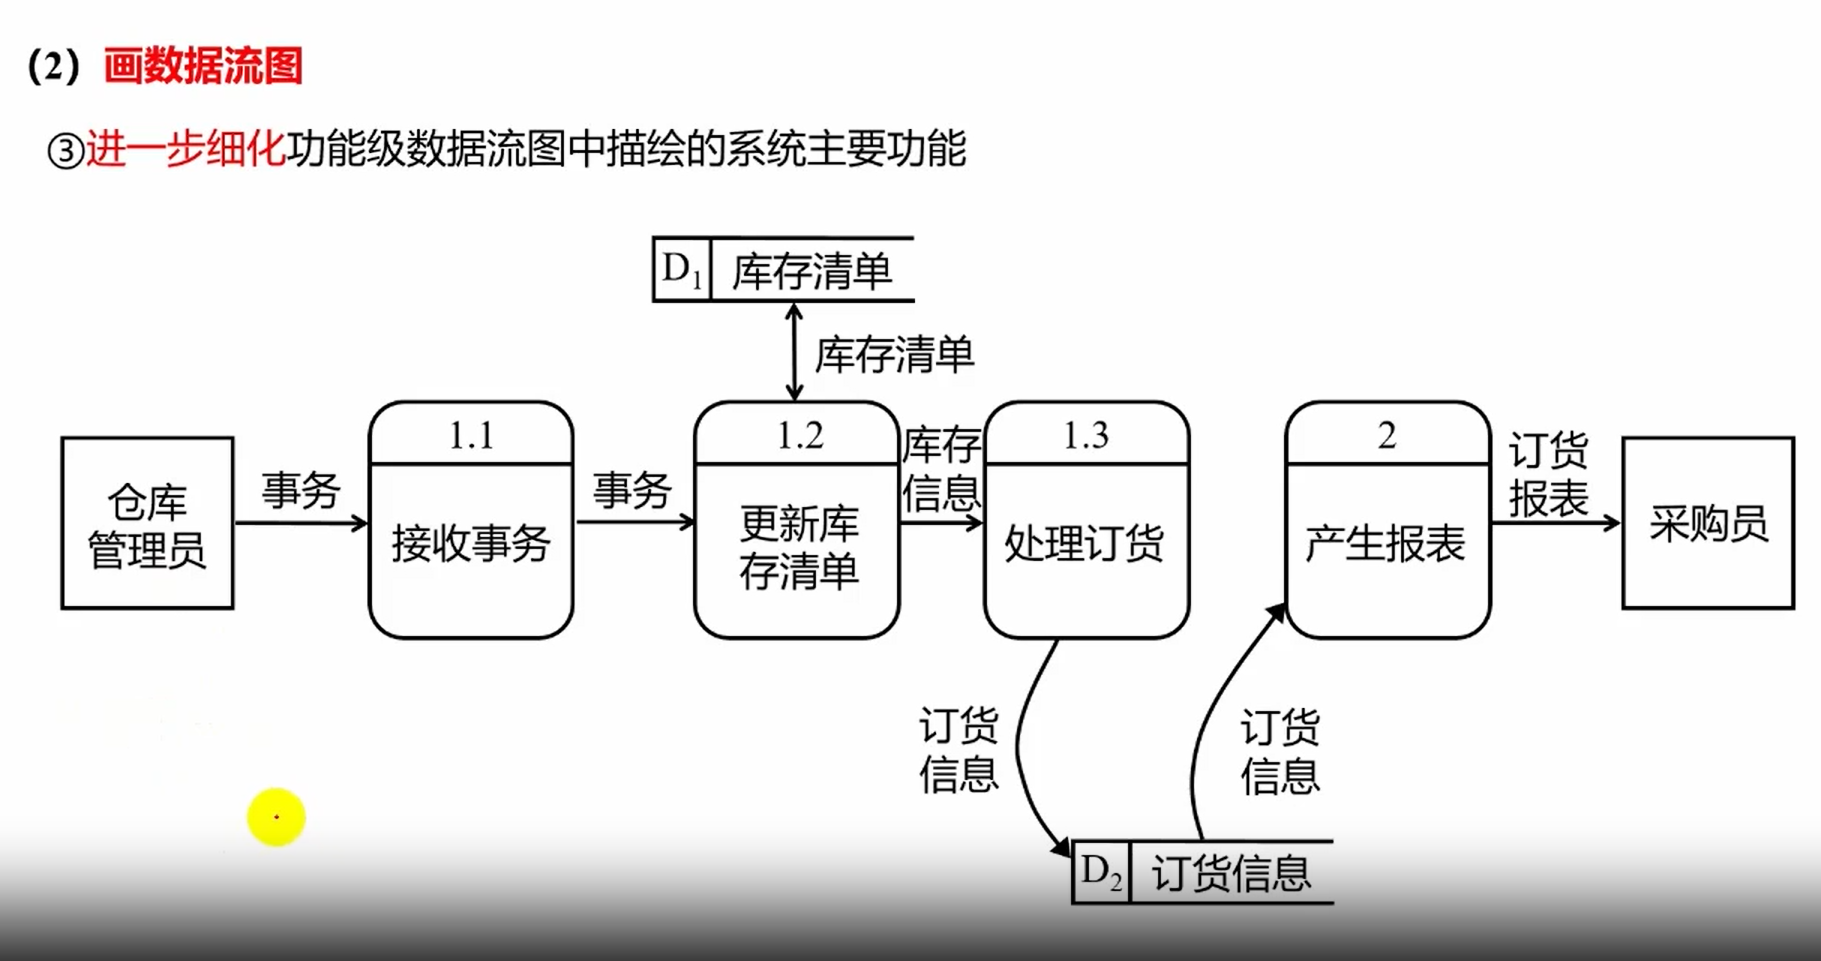 (2) 画数据流图
③进一步细化功能级数据流图中描绘的系统主要功能
D1 库存清单
库存清单
仓库
管理员
事务
1.1
接收事务
事务
1.2
更新库
存清单
库存
信息
1.3
处理订货
2
产生报表
订货
报表
采购员
订货
信息
订货
信息
D2 订货信息